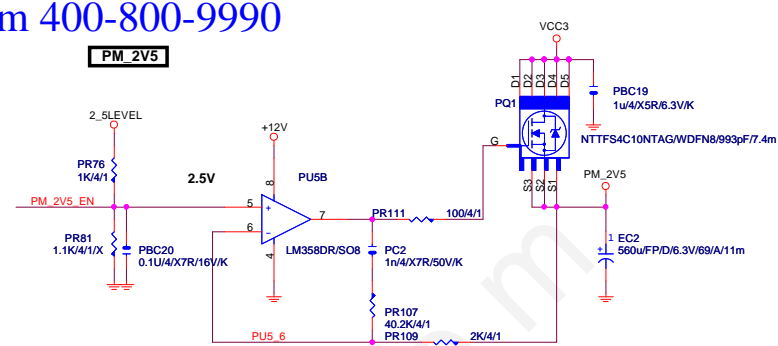 m 400-800-9990
PM_2V5
VCC3
D1
D2
D3
D4
D5
PBC19
1u/4/X5R/6.3V/K
PQ1
NTTFS4C10NTAG/WDFN8/993pF/7.4m
G
S3
S2
S1
2_5LEVEL
+12V
PR76
1K/4/1
2.5V
PU5B
8
PM_2V5
PM_2V5_EN
5
+
7
6
-
4
PR111
100/4/1
PR81
1.1K/4/1/X
PBC20
0.1U/4/X7R/16V/K
LM358DR/SO8
PC2
1n/4/X7R/50V/K
1
+
EC2
560u/FP/D/6.3V/69/A/11m
PR107
40.2K/4/1
PU5_6
PR109
2K/4/1